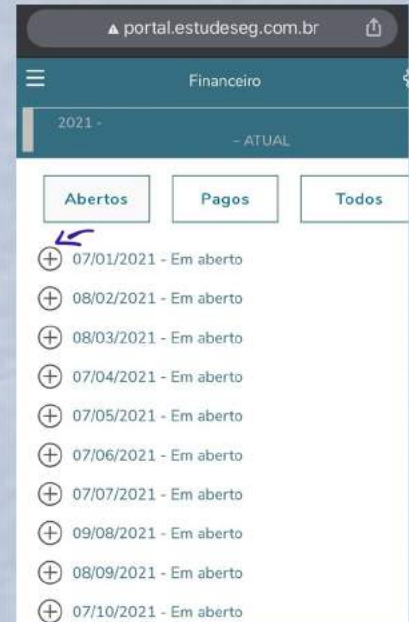 portal.estudeseg.com.br
Financeiro
2021 -
- ATUAL
Abertos Pagos Todos
07/01/2021 - Em aberto
08/02/2021 - Em aberto
08/03/2021 - Em aberto
07/04/2021 - Em aberto
07/05/2021 - Em aberto
07/06/2021 - Em aberto
07/07/2021 - Em aberto
09/08/2021 - Em aberto
08/09/2021 - Em aberto
07/10/2021 - Em aberto